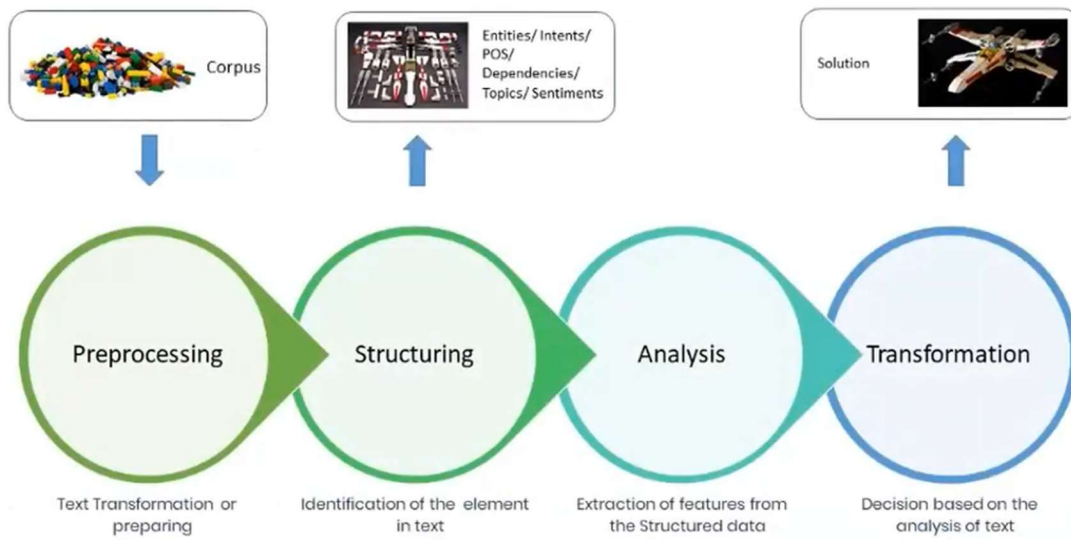 Corpus
Entities/ Intents/
POS/
Dependencies/
Topics/ Sentiments
Solution
Preprocessing
Structuring
Analysis
Transformation
Text Transformation or
preparing
Identification of the element
in text
Extraction of features from
the Structured data
Decision based on the
analysis of text